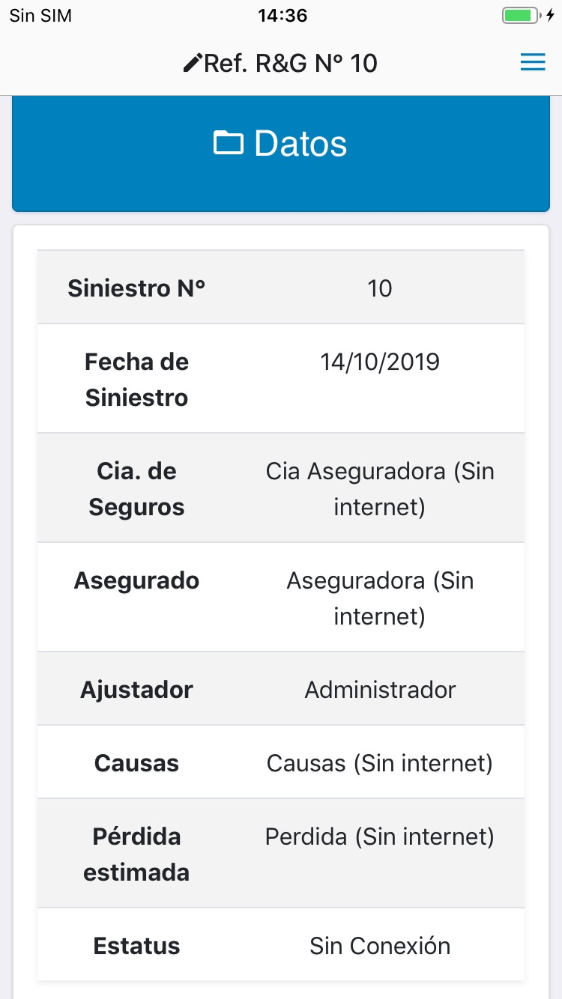 Sin SIM 14:36
Ref. R&G Nº 10
Datos
Siniestro Nº 10
Fecha de Siniestro 14/10/2019
Cia. de Seguros Cia Aseguradora (Sin internet)
Asegurado Aseguradora (Sin internet)
Ajustador Administrador
Causas Causas (Sin internet)
Pérdida estimada Perdida (Sin internet)
Estatus Sin Conexión